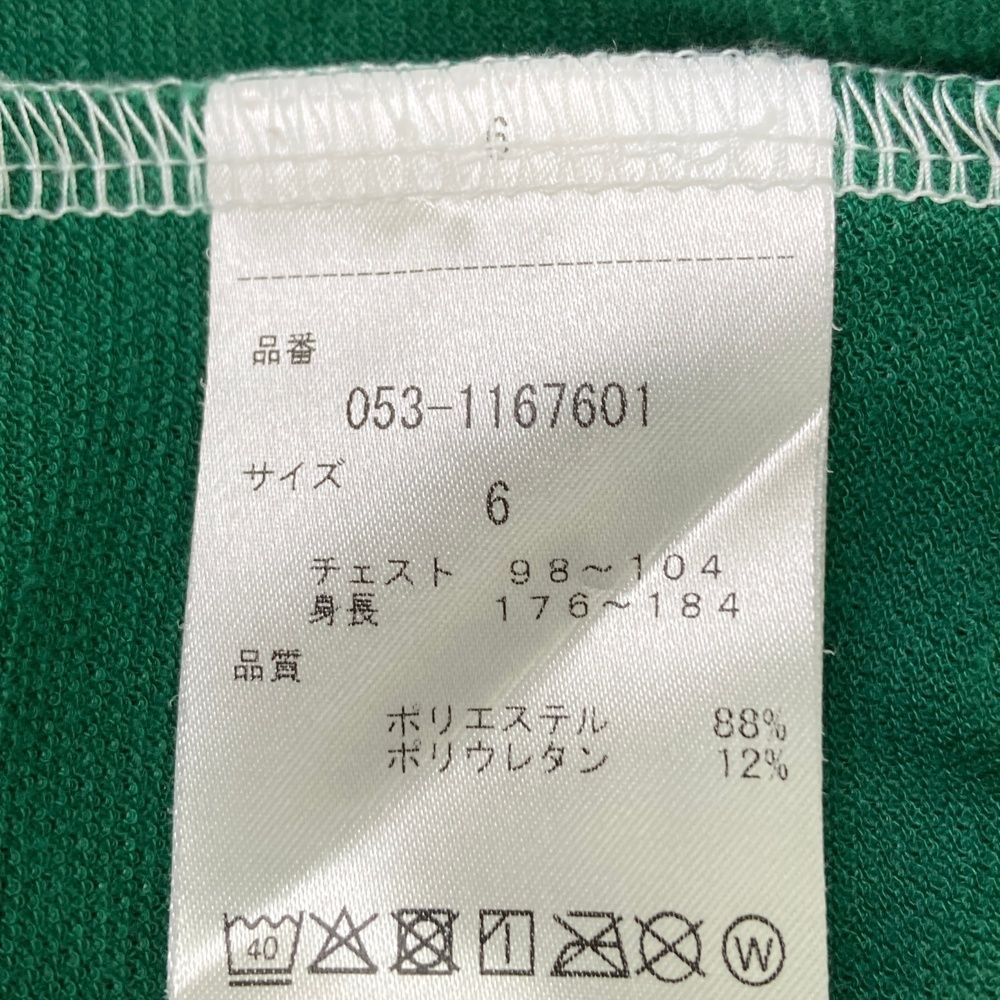 品番
053-1167601
サイズ
6
チェスト 98～104
身長 176～184
品質
ポリエステル 88%
ポリウレタン 12%
40 W